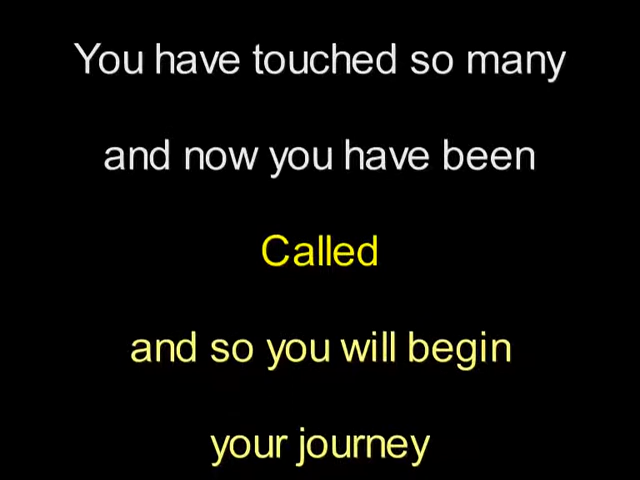 You have touched so many
and now you have been
Called
and so you will begin
your journey